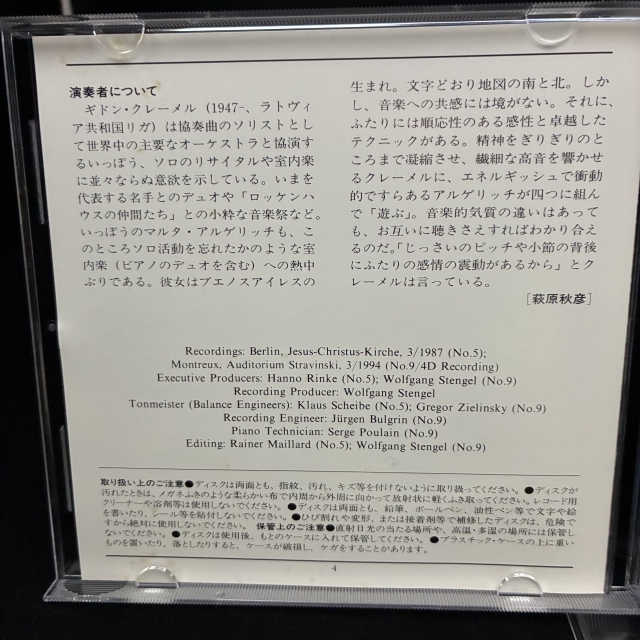 演奏者について
ギドン・クレーメル（1947-、ラトヴィ
ア共和国リガ）は協奏曲のソリストとし
て世界中の主要なオーケストラと協演す
るいっぽう、ソロのリサイタルや室内楽
に並々ならぬ意欲を示している。いまを
代表する名手とのデュオや「ロッケンハ
ウスの仲間たち」との小粋な音楽祭など。
いっぽうのマルタ・アルゲリッチも、こ
のところソロ活動を忘れたかのような室
内楽（ピアノのデュオを含む）への熱中
ぶりである。彼女はブエノスアイレスの
生まれ。文字どおり地図の南と北。しか
し、音楽への共感には境がない。それに、
ふたりには順応性のある感性と卓越した
テクニックがある。精神をぎりぎりのと
ころまで凝縮させ、繊細な高音を響かせ
るクレーメルに、エネルギッシュで衝動
的ですらあるアルゲリッチが四つに組ん
で「遊ぶ」。音楽的気質の違いはあって
も、お互いに聴きさえすればわかり合え
るのだ。「じっさいのピッチや小節の背後
にふたりの感情の震動があるから」とク
レーメルは言っている。
［萩原秋彦］
Recordings: Berlin, Jesus-Christus-Kirche, 3/1987 (No.5);
Montreux, Auditorium Stravinski, 3/1994 (No.9/4D Recording)
Executive Producers: Hanno Rinke (No.5); Wolfgang Stengel (No.9)
Recording Producer: Wolfgang Stengel
Tonmeister (Balance Engineers): Klaus Scheibe (No.5); Gregor Zielinsky (No.9)
Recording Engineer: Jürgen Bulgrin (No.9)
Piano Technician: Serge Poulain (No.9)
Editing: Rainer Maillard (No.5); Wolfgang Stengel (No.9)
取り扱い上のご注意●ディスクは両面とも、指紋、汚れ、キズ等を付けないように取り扱ってください。●ディスクが
汚れたときは、メガネふきのような柔らかい布で内周から外周に向かって放射状に軽くふき取ってください。レコード用
クリーナーや溶剤等は使用しないでください。●ディスクは両面とも、鉛筆、ボールペン、油性ペン等で文字や絵
を書いたり、シール等を貼付しないでください。●ひび割れや変形、または接着剤等で補修したディスクは、危険で
すから絶対に使用しないでください。 保管上のご注意●直射日光の当たる場所や、高温・多湿の場所には保管し
ないでください。●ディスクは使用後、もとのケースに入れて保管してください。●プラスチック・ケースの上に重い
ものを置いたり、落としたりすると、ケースが破損し、ケガをすることがあります。
4